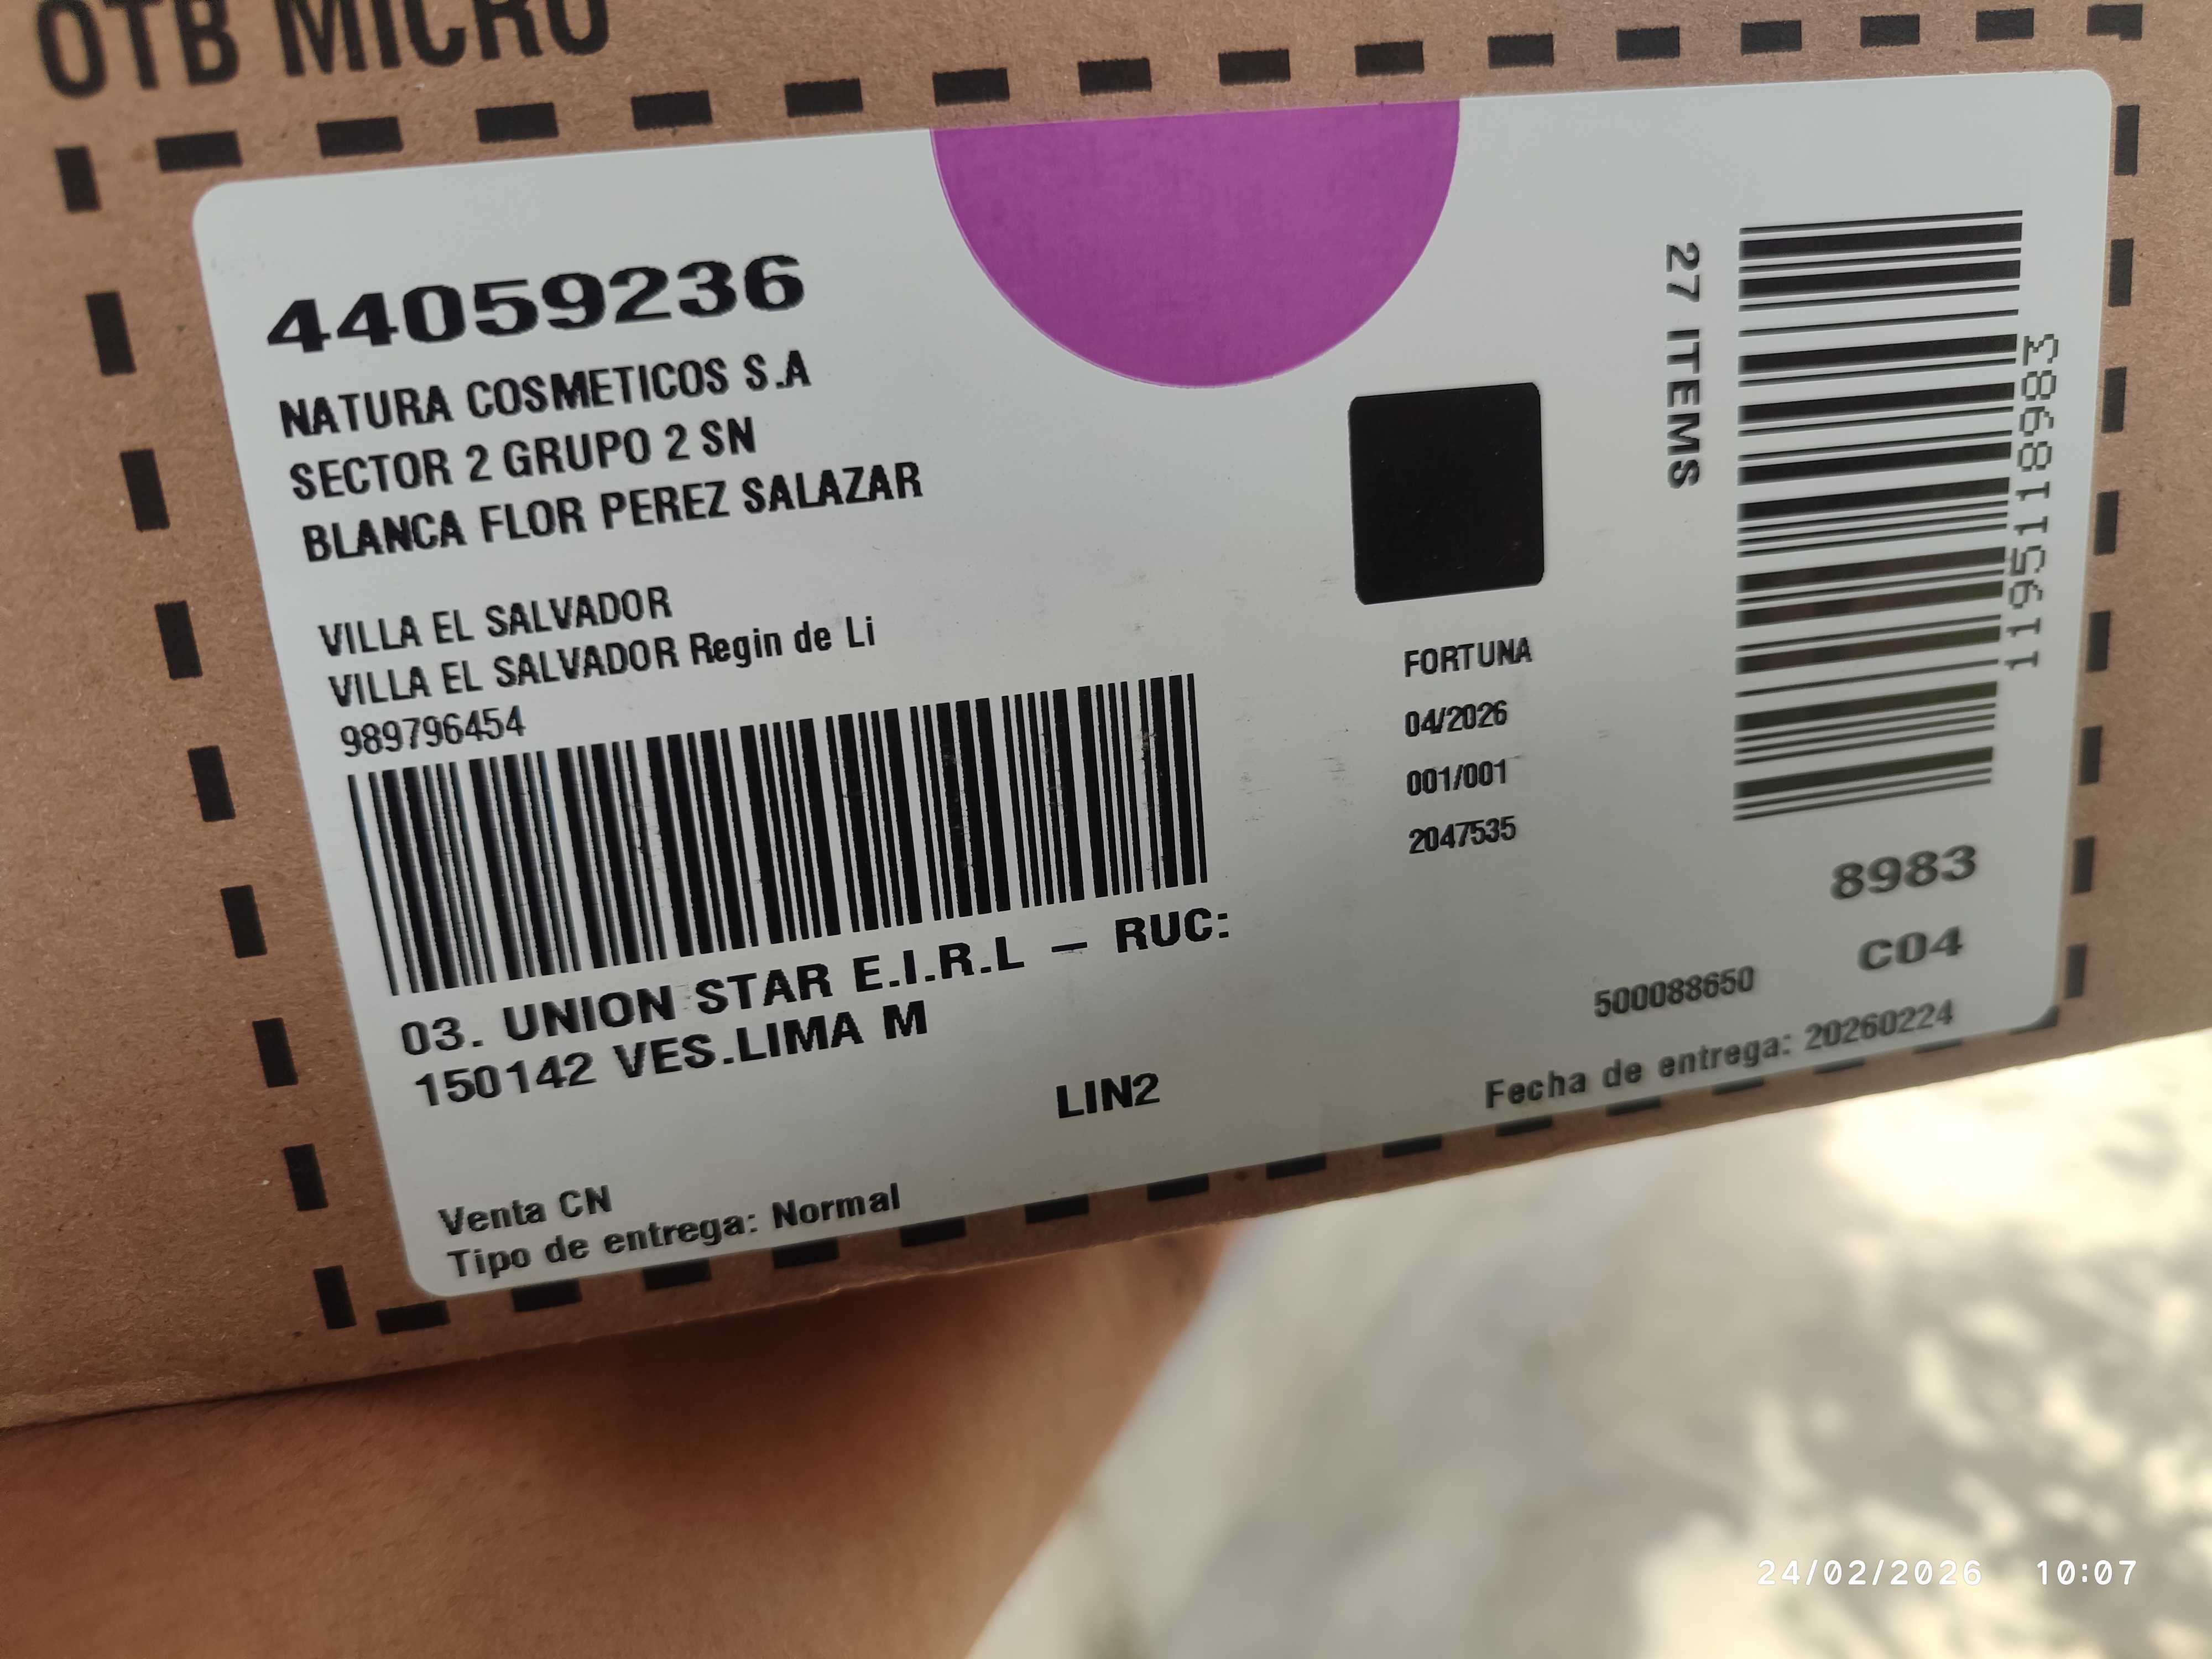 OTB MICRO
44059236
NATURA COSMETICOS S.A
SECTOR 2 GRUPO 2 SN
BLANCA FLOR PEREZ SALAZAR
VILLA EL SALVADOR
VILLA EL SALVADOR Regin de Li
989796454
03. UNION STAR E.I.R.L – RUC:
150142 VES.LIMA M
LIN2
Venta CN
Tipo de entrega: Normal
FORTUNA
04/2026
001/001
2047535
27 ITEMS
1195118983
8983
C04
500088650
Fecha de entrega: 20260224
24/02/2026 10:07